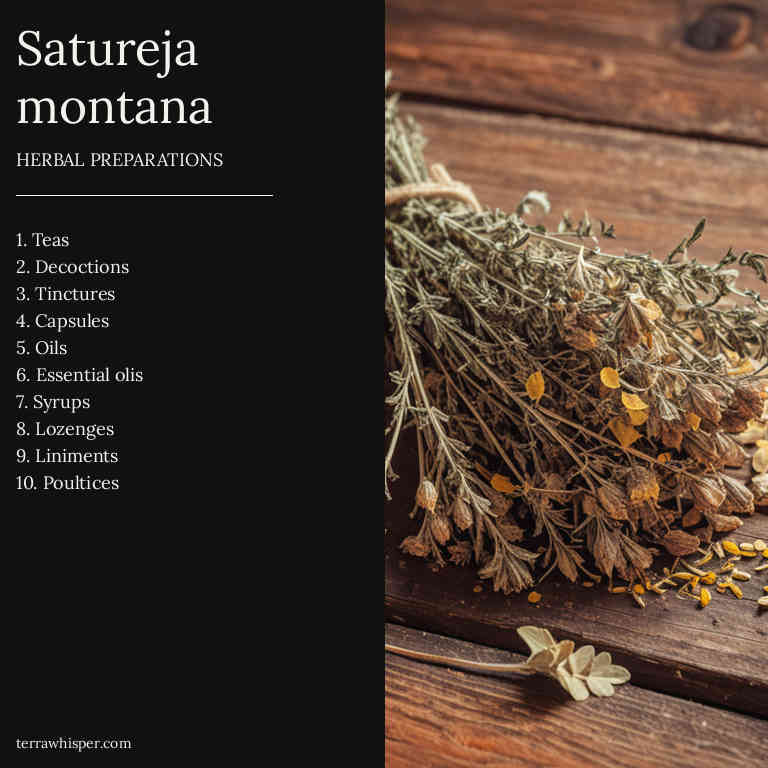 Satureja
montana
HERBAL PREPARATIONS
1. Teas
2. Decoctions
3. Tinctures
4. Capsules
5. Oils
6. Essential olis
7. Syrups
8. Lozenges
9. Liniments
10. Poultices
terrawhisper.com